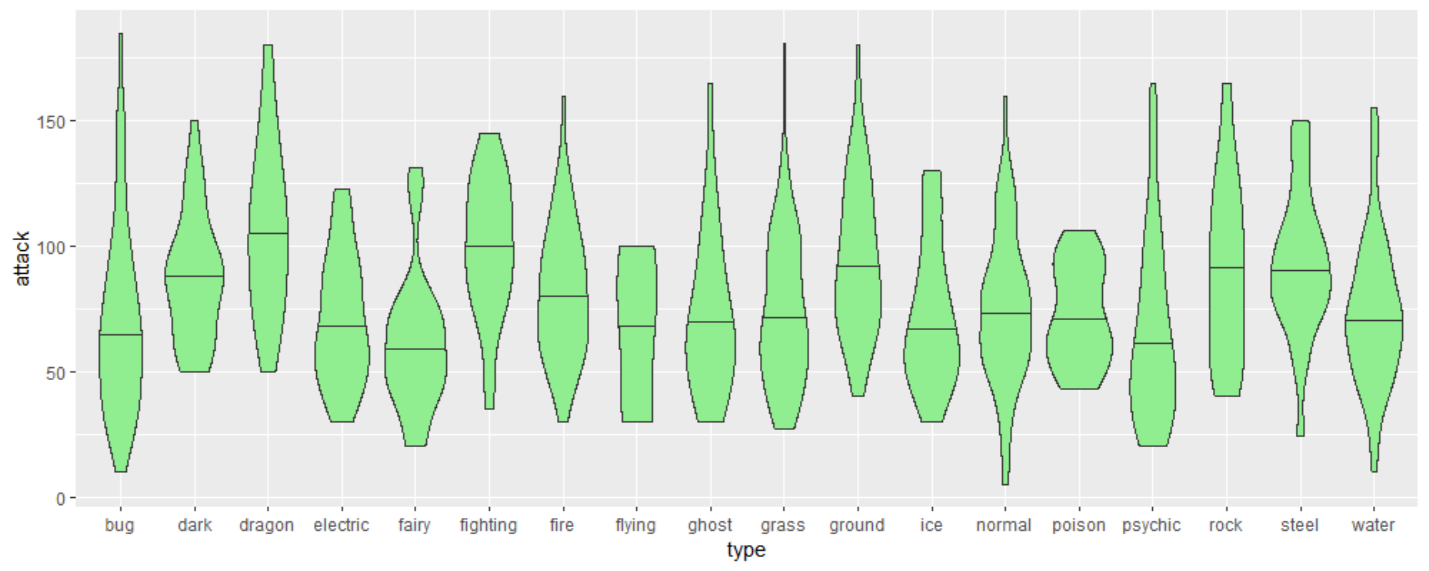 attack
150
100
50
0
bug dark dragon electric fairy fighting fire flying ghost grass ground ice normal poison psychic rock steel water
type